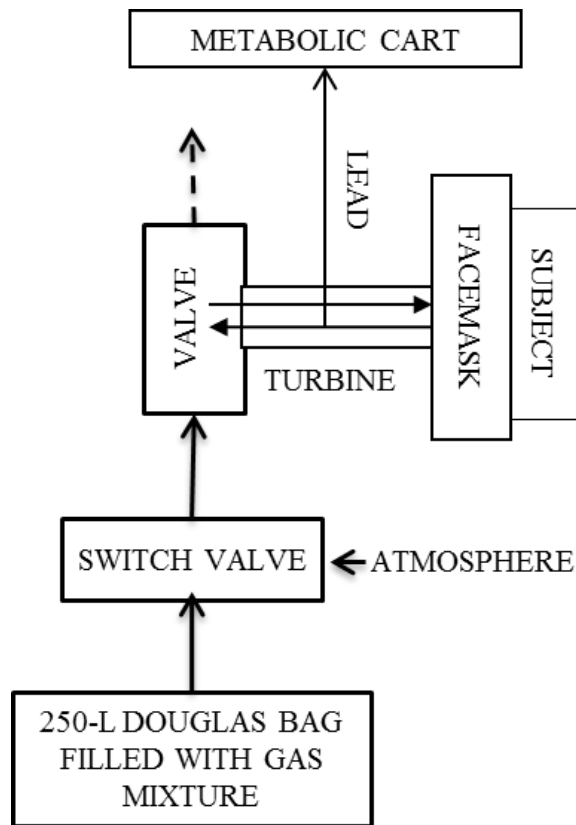 METABOLIC CART
LEAD
VALVE
FACEMASK
SUBJECT
TURBINE
SWITCH VALVE
ATMOSPHERE
250-L DOUGLAS BAG
FILLED WITH GAS
MIXTURE